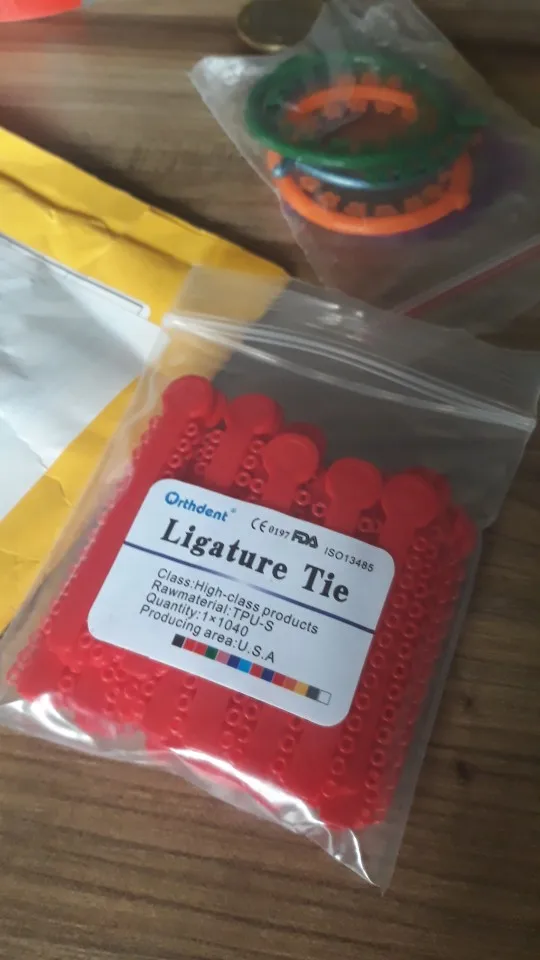 Orthdent®
CE 0197 FDA ISO13485
Ligature Tie
Class:High-class products
Rawmaterial:TPU-S
Quantity:1×1040
Producing area:U.S.A